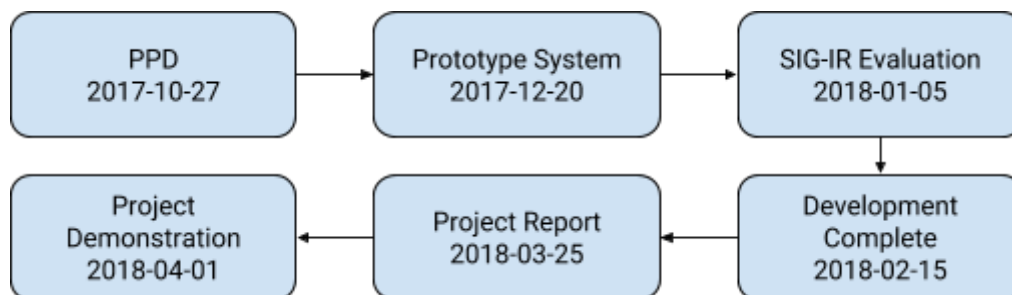 PPD
2017-10-27
Prototype System
2017-12-20
SIG-IR Evaluation
2018-01-05
Development
Complete
2018-02-15
Project Report
2018-03-25
Project
Demonstration
2018-04-01